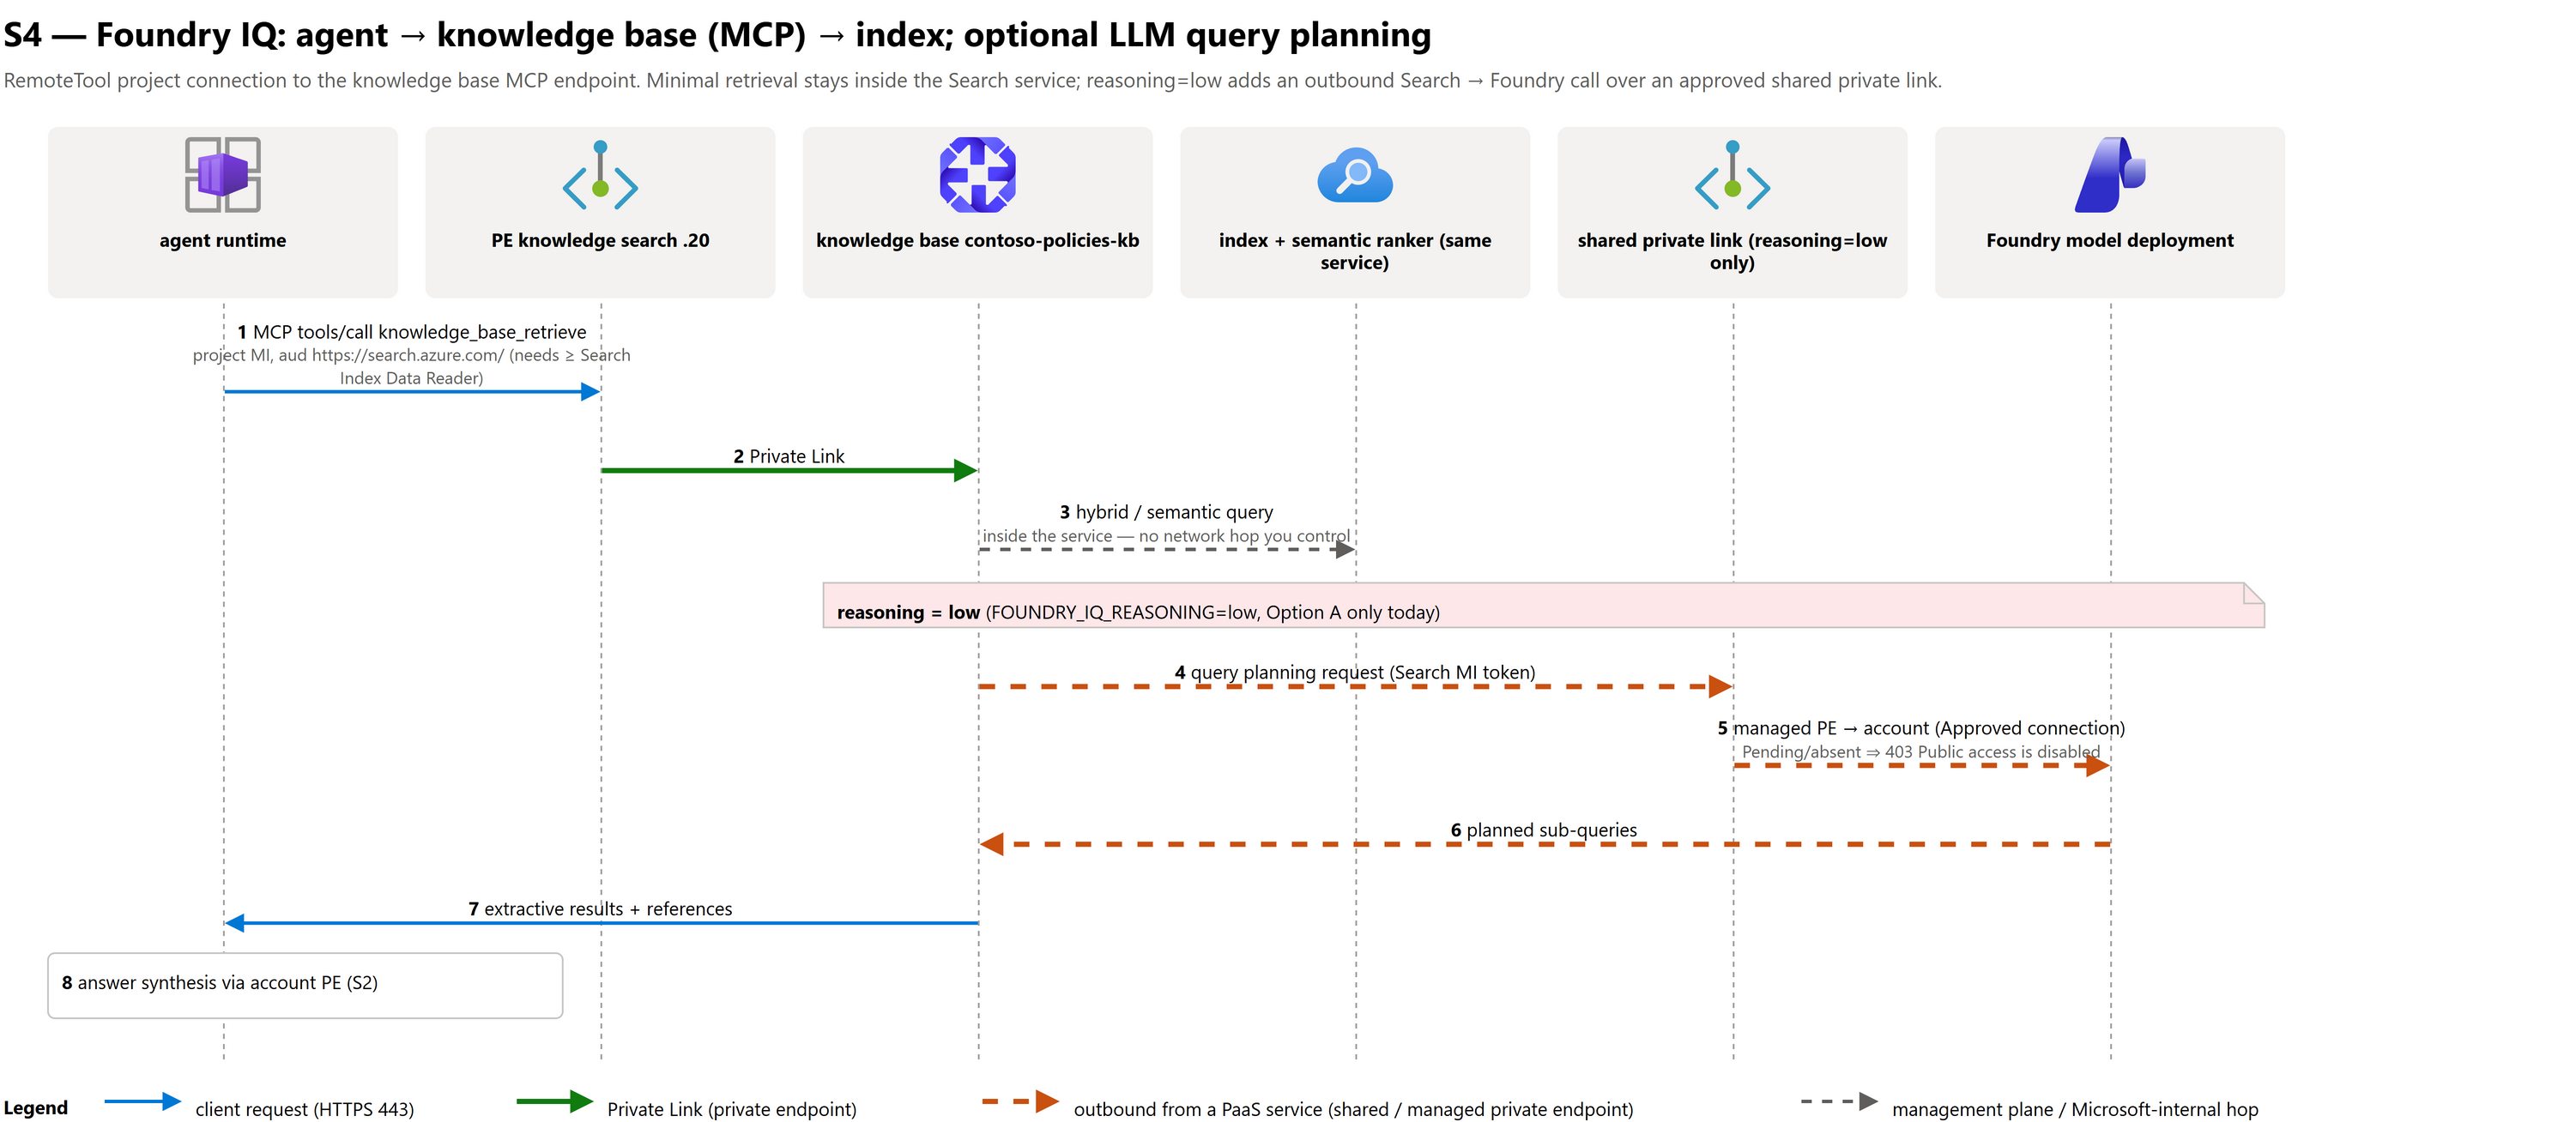 S4 — Foundry IQ: agent → knowledge base (MCP) → index; optional LLM query planning
RemoteTool project connection to the knowledge base MCP endpoint. Minimal retrieval stays inside the Search service; reasoning=low adds an outbound Search → Foundry call over an approved shared private link.
agent runtime
PE knowledge search .20
knowledge base contoso-policies-kb
index + semantic ranker (same
service)
shared private link (reasoning=low
only)
Foundry model deployment
1 MCP tools/call knowledge_base_retrieve
project MI, aud https://search.azure.com/ (needs ≥ Search
Index Data Reader)
2 Private Link
3 hybrid / semantic query
inside the service — no network hop you control
reasoning = low (FOUNDRY_IQ_REASONING=low, Option A only today)
4 query planning request (Search MI token)
5 managed PE → account (Approved connection)
Pending/absent ⇒ 403 Public access is disabled
6 planned sub-queries
7 extractive results + references
8 answer synthesis via account PE (S2)
Legend
client request (HTTPS 443)
Private Link (private endpoint)
outbound from a PaaS service (shared / managed private endpoint)
management plane / Microsoft-internal hop